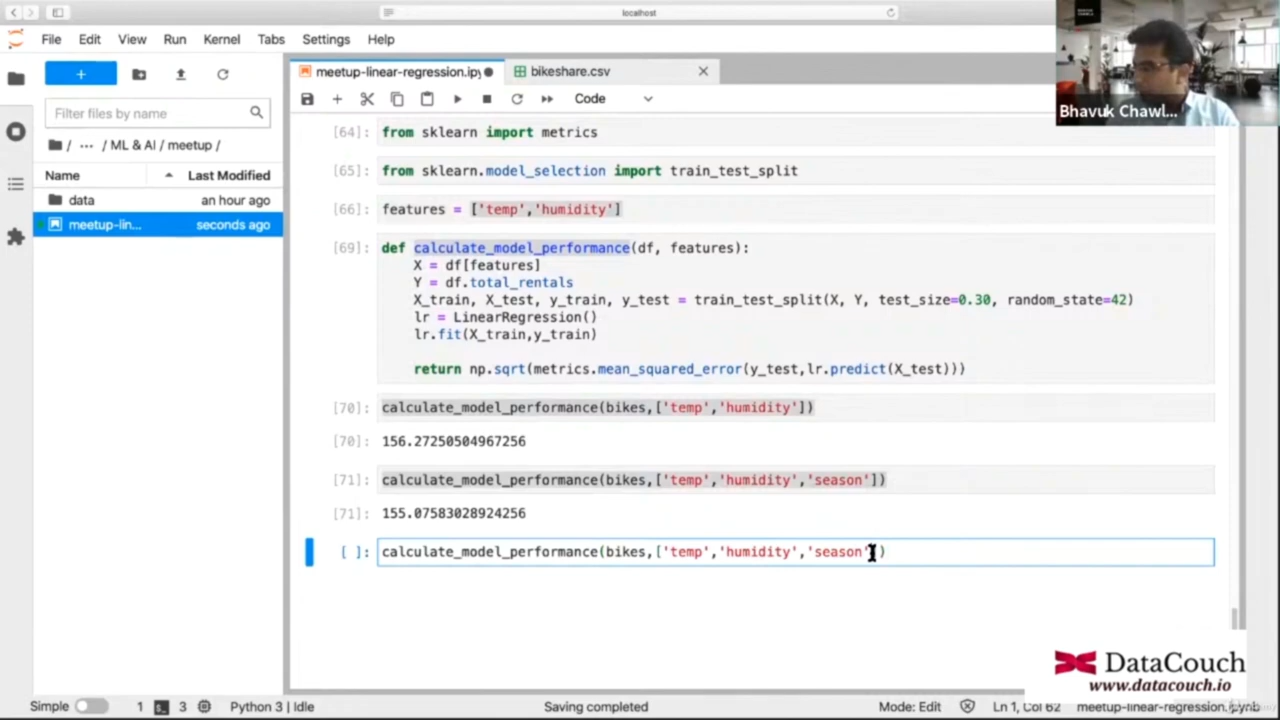 localhost
File Edit View Run Kernel Tabs Settings Help
meetup-linear-regression.ipy
bikeshare.csv
Code
Filter files by name
/ ··· / ML & AI / meetup /
Name Last Modified
data an hour ago
meetup-lin... seconds ago
[64]: from sklearn import metrics
[65]: from sklearn.model_selection import train_test_split
[66]: features = ['temp','humidity']
[69]: def calculate_model_performance(df, features):
X = df[features]
Y = df.total_rentals
X_train, X_test, y_train, y_test = train_test_split(X, Y, test_size=0.30, random_state=42)
lr = LinearRegression()
lr.fit(X_train,y_train)
return np.sqrt(metrics.mean_squared_error(y_test,lr.predict(X_test)))
[70]: calculate_model_performance(bikes,['temp','humidity'])
[70]: 156.27250504967256
[71]: calculate_model_performance(bikes,['temp','humidity','season'])
[71]: 155.07583028924256
[ ]: calculate_model_performance(bikes,['temp','humidity','season'])
Bhavuk Chawl...
DataCouch
www.datacouch.io
Simple 1 3 Python 3 | Idle Saving completed Mode: Edit Ln 1, Col 62 meetup-linear-regression.ipynb